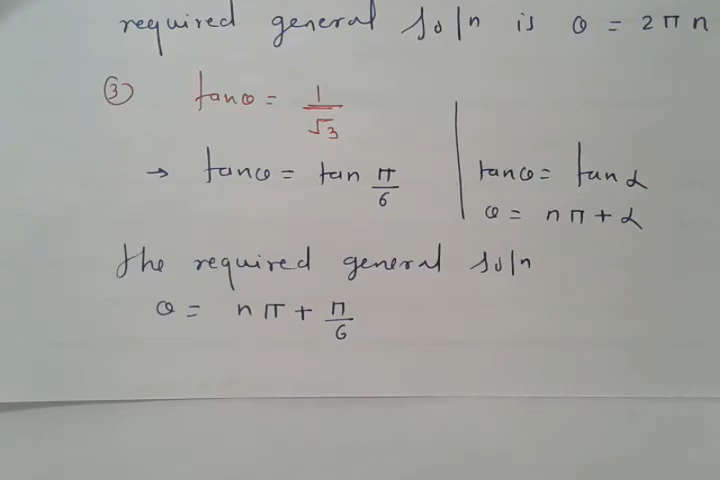 required general soln is θ = 2πn
③ tanθ = 1/√3
→ tanθ = tan π/6
tanθ = tan α
θ = nπ + α
The required general soln
θ = nπ + π/6